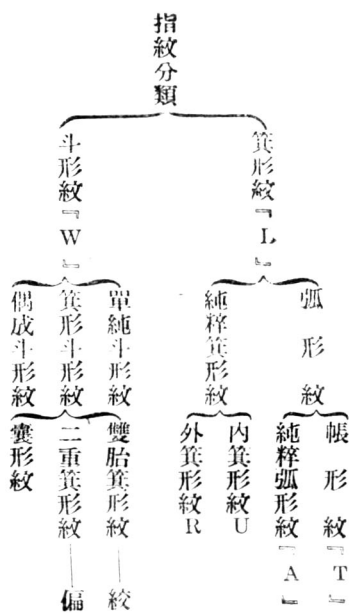 指紋分類
箕形紋『L』
弧形紋
帳形紋『T』
純粹弧形紋『A』
純粹箕形紋
內箕形紋U
外箕形紋R
斗形紋『W』
單純斗形紋
箕形斗形紋
偶成斗形紋
雙胎箕形紋——絞
二重箕形紋——偏
囊形紋